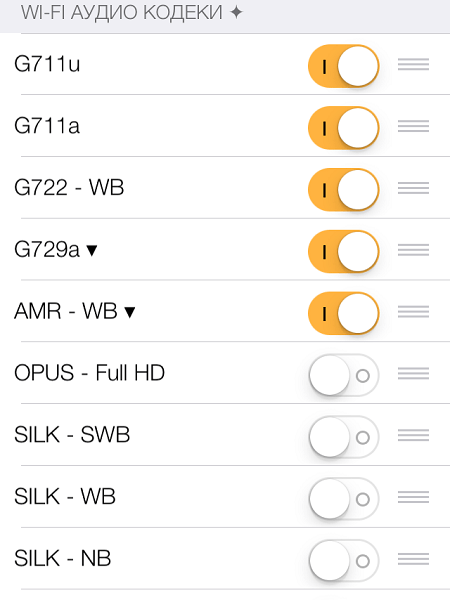 WI-FI АУДИО КОДЕКИ ✦
G711u
G711a
G722 - WB
G729a ▾
AMR - WB ▾
OPUS - Full HD
SILK - SWB
SILK - WB
SILK - NB